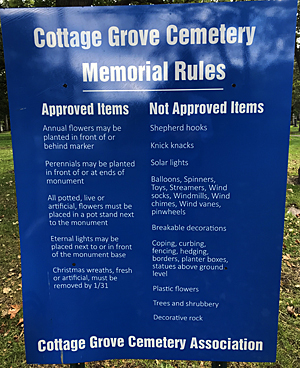 Cottage Grove Cemetery
Memorial Rules
Approved Items
Annual flowers may be
planted in front of or
behind marker
Perennials may be planted
in front of or at ends of
monument
All potted, live or
artificial, flowers must be
placed in a pot stand next
to the monument
Eternal lights may be
placed next to or in front
of the monument base
Christmas wreaths, fresh
or artificial, must be
removed by 1/31
Not Approved Items
Shepherd hooks
Knick knacks
Solar lights
Balloons, Spinners,
Toys, Streamers, Wind
socks, Windmills, Wind
chimes, Wind vanes,
pinwheels
Breakable decorations
Coping, curbing,
fencing, hedging,
borders, planter boxes,
statues above ground
level
Plastic flowers
Trees and shrubbery
Decorative rock
Cottage Grove Cemetery Association